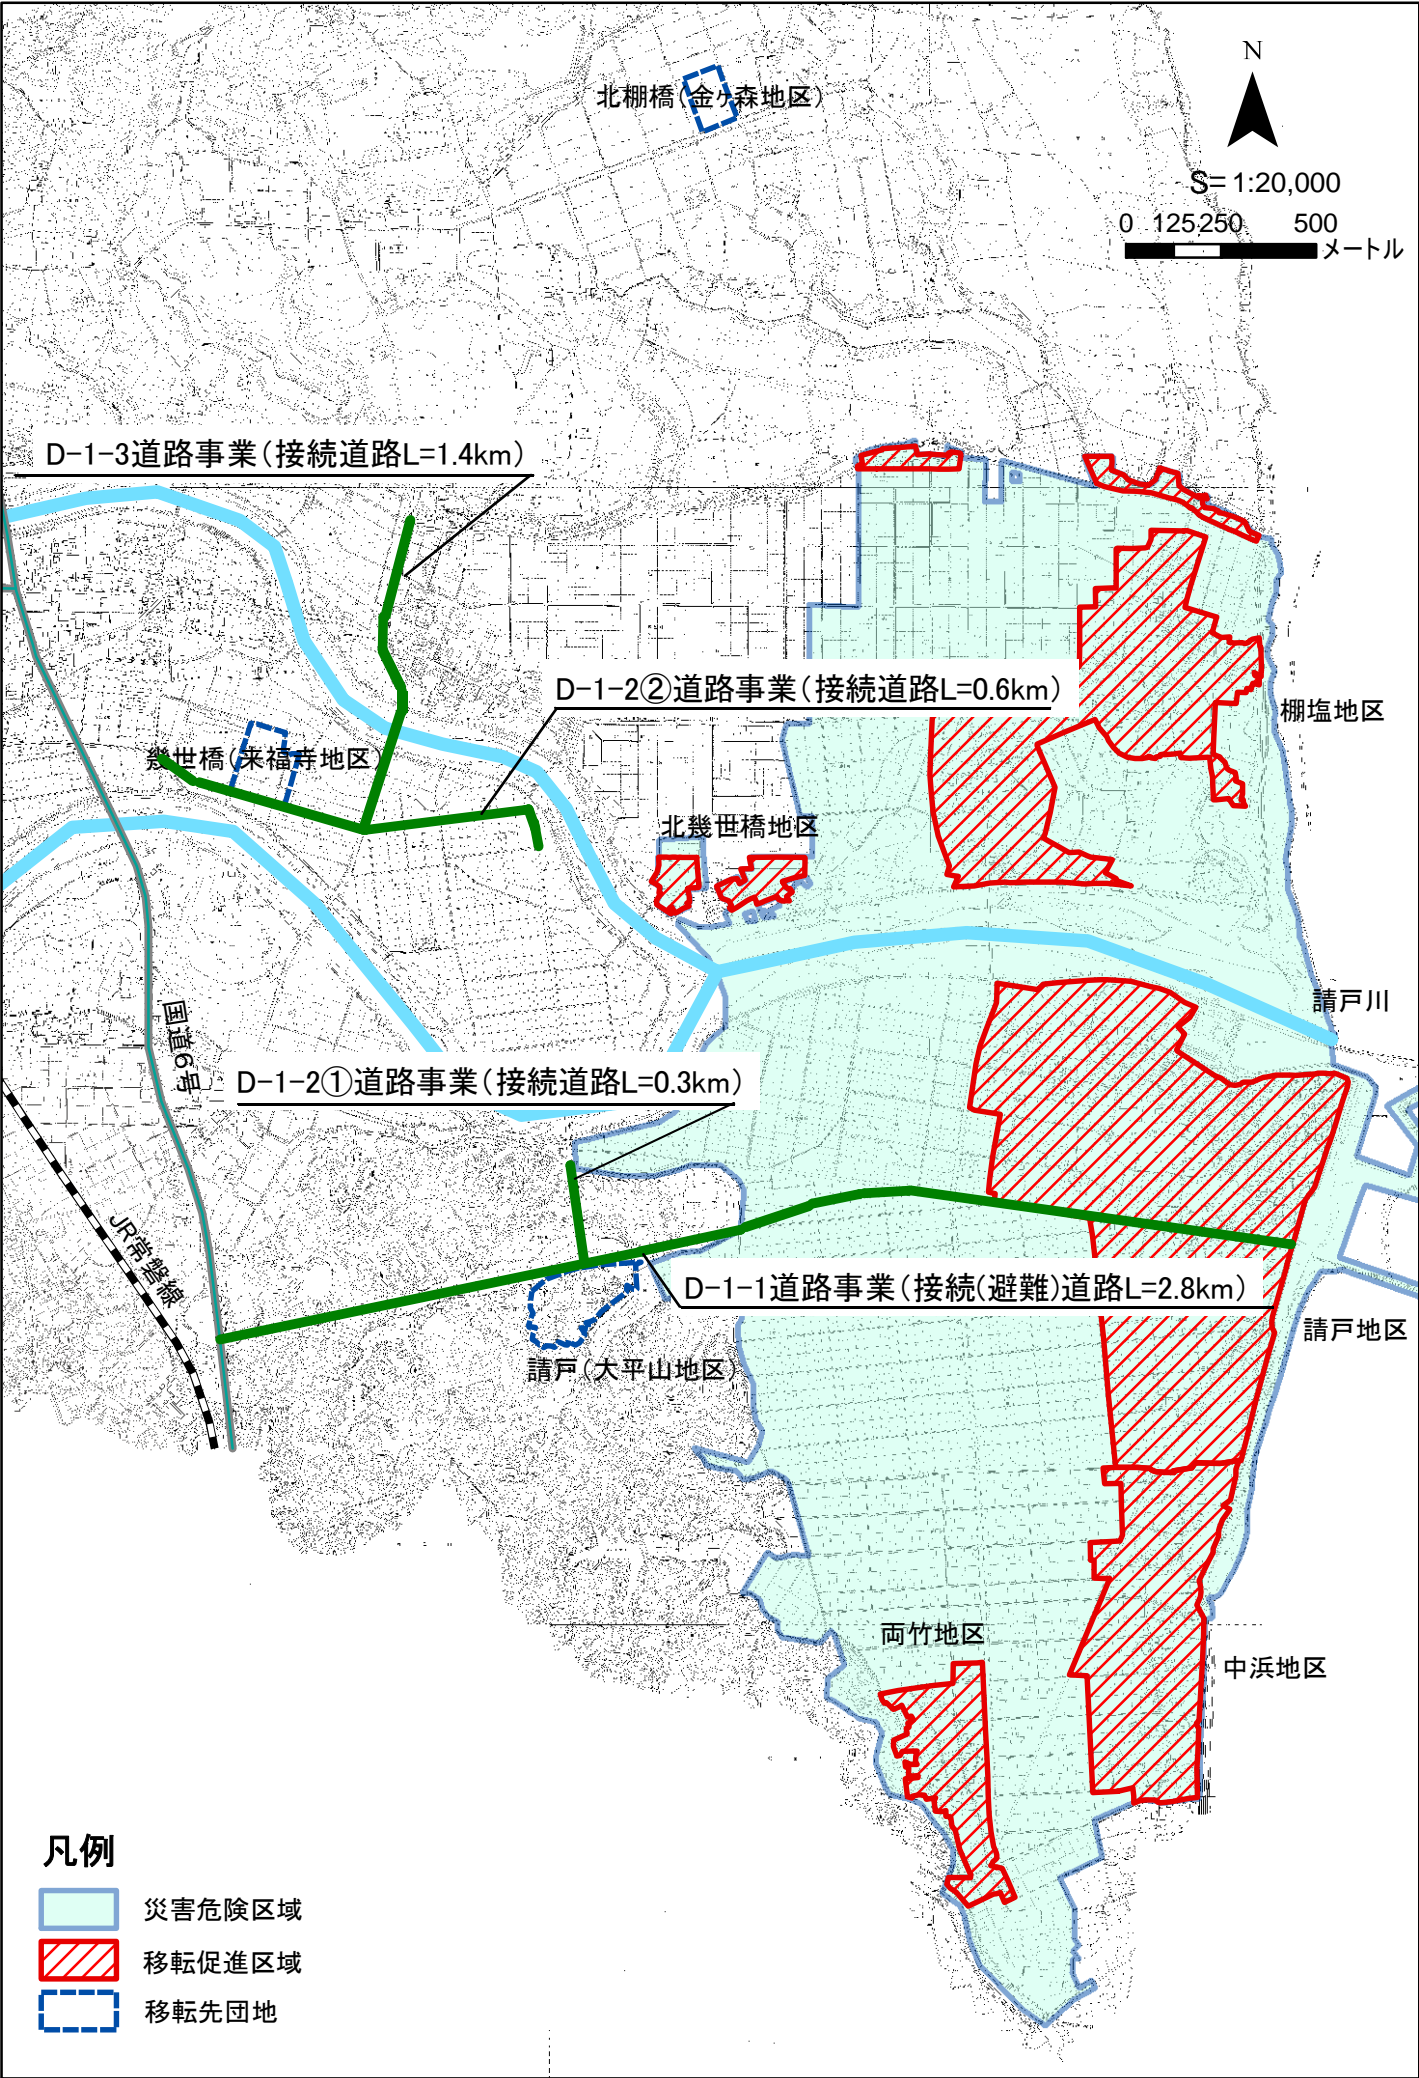 N
北棚橋(金ヶ森地区)
S= 1:20,000
0 125 250 500
メートル
D-1-3道路事業(接続道路L=1.4km)
D-1-2②道路事業(接続道路L=0.6km)
棚塩地区
幾世橋(来福寺地区)
北幾世橋地区
請戸川
国道6号
D-1-2①道路事業(接続道路L=0.3km)
JR常磐線
D-1-1道路事業(接続(避難)道路L=2.8km)
請戸地区
請戸(大平山地区)
両竹地区
中浜地区
凡例
災害危険区域
移転促進区域
移転先団地